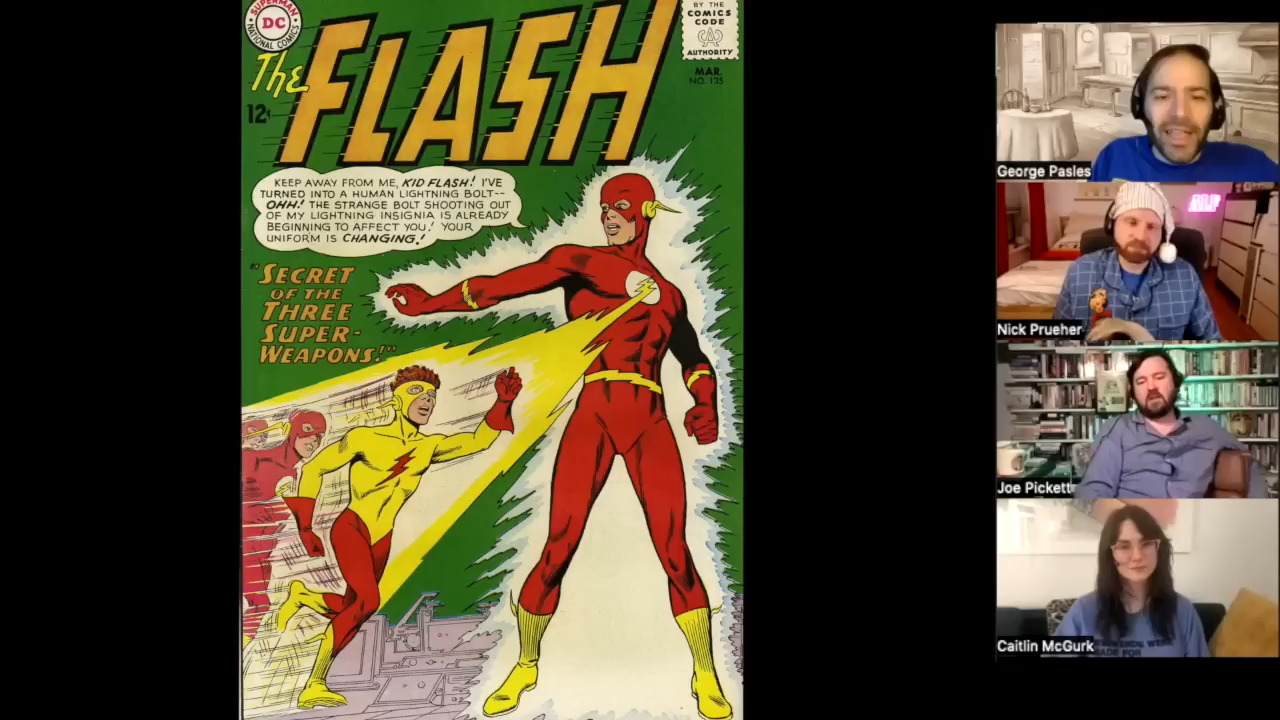 SUPERMAN
DC
NATIONAL COMICS
The
FLASH
12¢
BY THE
COMICS
CODE
AUTHORITY
MAR.
NO. 135
KEEP AWAY FROM ME, KID FLASH! I'VE
TURNED INTO A HUMAN LIGHTNING BOLT--
OHH! THE STRANGE BOLT SHOOTING OUT
OF MY LIGHTNING INSIGNIA IS ALREADY
BEGINNING TO AFFECT YOU! YOUR
UNIFORM IS CHANGING!
"SECRET
OF THE
THREE
SUPER-
WEAPONS!"
George Pasles
ALF
Nick Prueher
Joe Pickett
Caitlin McGurk